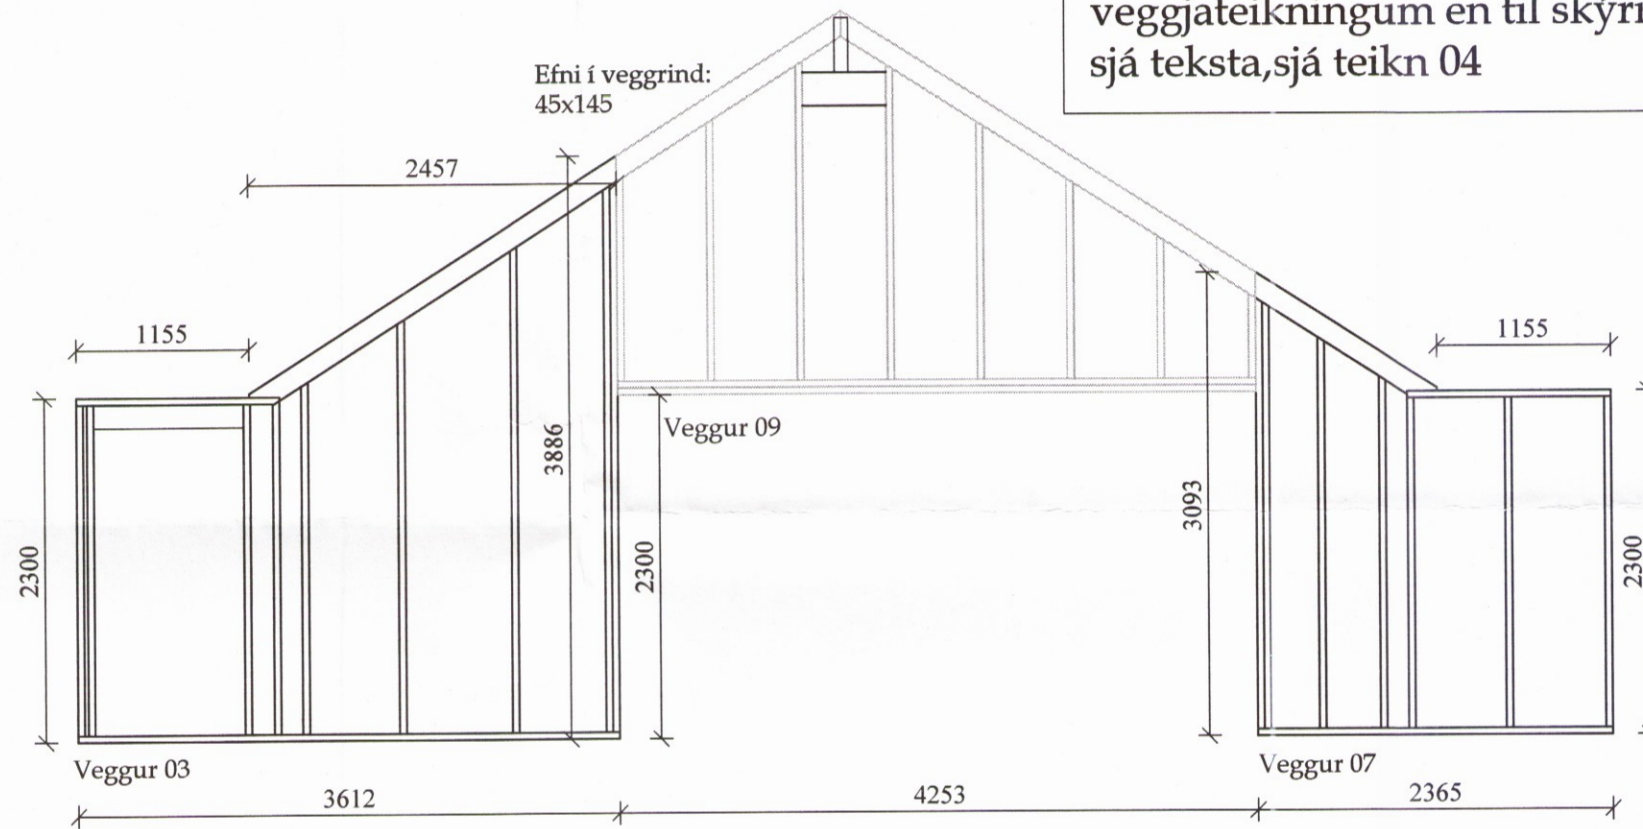 veggjateikningum en til skýri
sjá teksta,sjá teikn 04
Efni í veggrind:
45x145
2457
1155
1155
Veggur 09
3886
3093
2300
2300
2300
Veggur 03
Veggur 07
3612
4253
2365